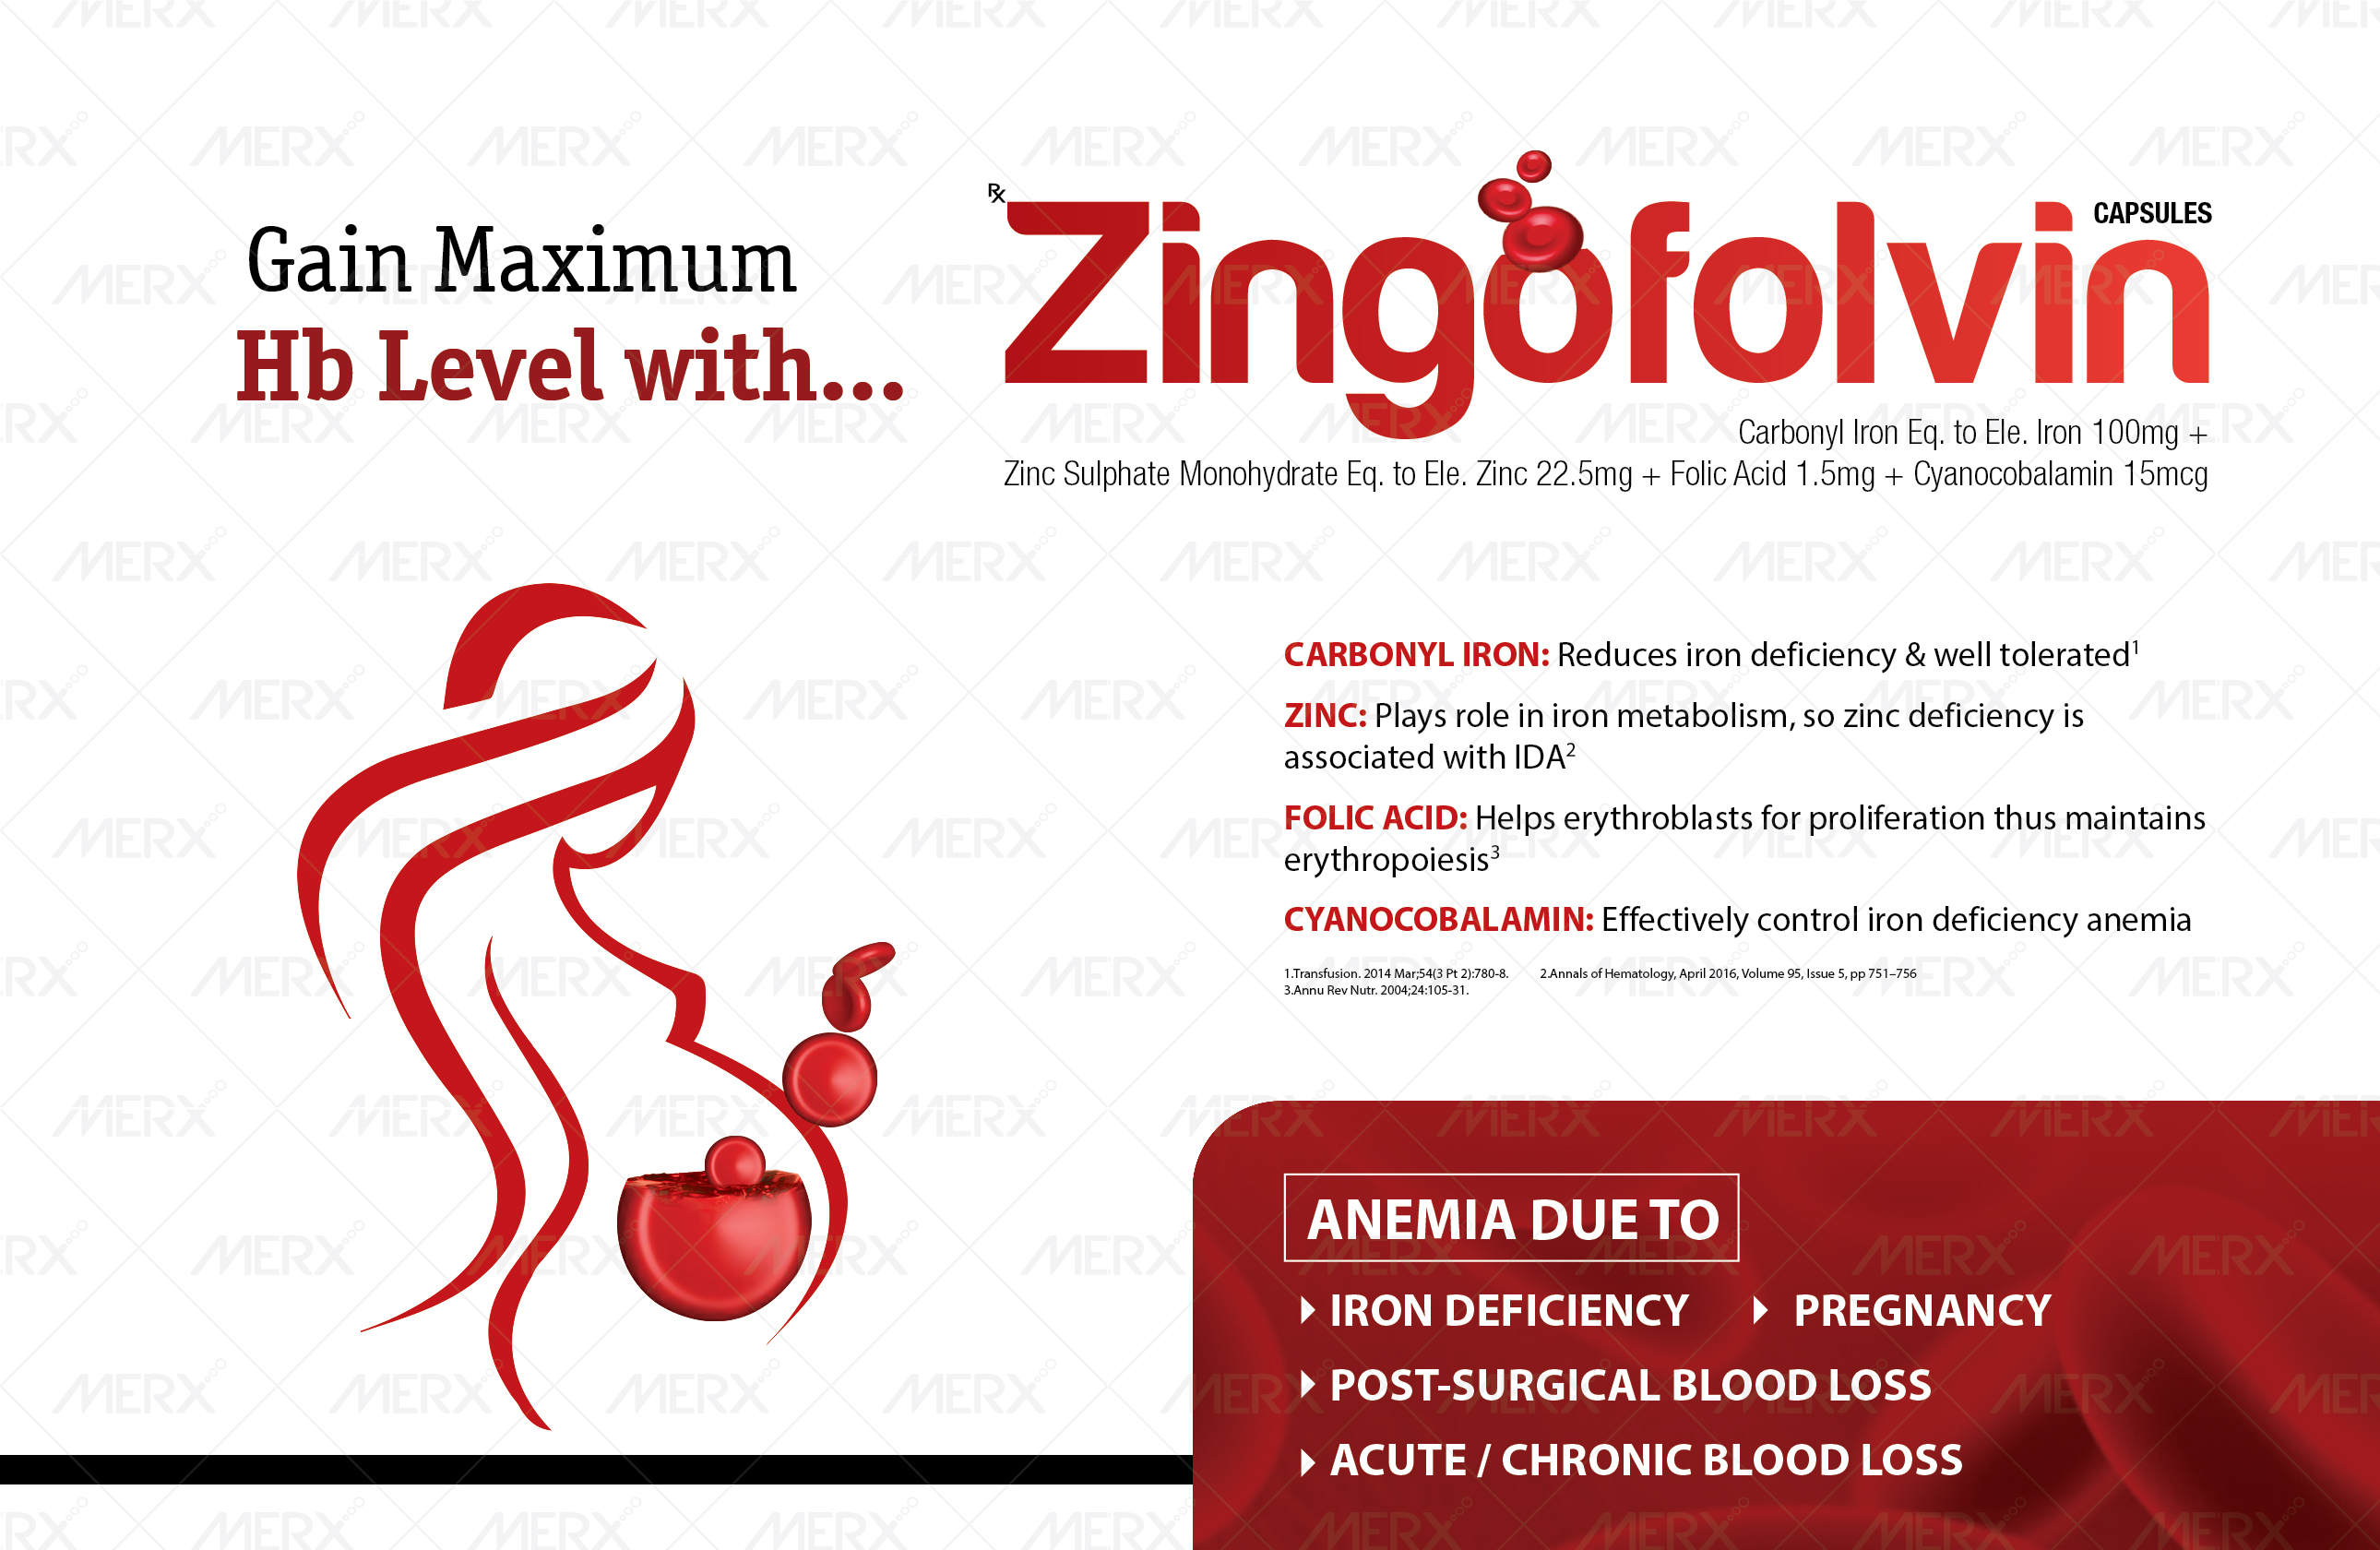 Gain Maximum
Hb Level with...
Rx
Zingofolvin
CAPSULES
Carbonyl Iron Eq. to Ele. Iron 100mg +
Zinc Sulphate Monohydrate Eq. to Ele. Zinc 22.5mg + Folic Acid 1.5mg + Cyanocobalamin 15mcg
CARBONYL IRON: Reduces iron deficiency & well tolerated¹
ZINC: Plays role in iron metabolism, so zinc deficiency is
associated with IDA²
FOLIC ACID: Helps erythroblasts for proliferation thus maintains
erythropoiesis³
CYANOCOBALAMIN: Effectively control iron deficiency anemia
1.Transfusion. 2014 Mar;54(3 Pt 2):780-8. 2.Annals of Hematology, April 2016, Volume 95, Issue 5, pp 751–756
3.Annu Rev Nutr. 2004;24:105-31.
ANEMIA DUE TO
IRON DEFICIENCY PREGNANCY
POST-SURGICAL BLOOD LOSS
ACUTE / CHRONIC BLOOD LOSS
MERX